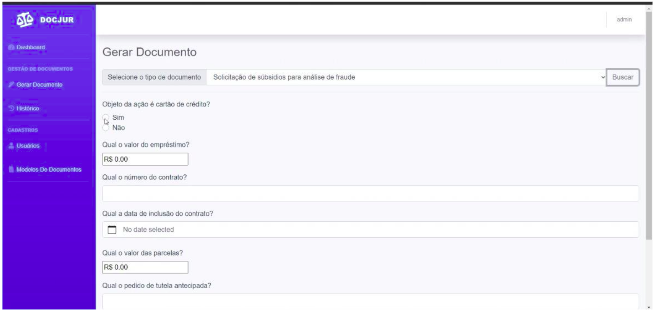 DOCJUR
admin
Dashboard
GESTÃO DE DOCUMENTOS
Gerar Documento
Histórico
CADASTROS
Usuários
Modelos De Documentos
Gerar Documento
Selecione o tipo de documento
Solicitação de súbsidios para análise de fraude
Buscar
Objeto da ação é cartão de crédito?
Sim
Não
Qual o valor do empréstimo?
R$ 0,00
Qual o número do contrato?
Qual a data de inclusão do contrato?
No date selected
Qual o valor das parcelas?
R$ 0,00
Qual o pedido de tutela antecipada?